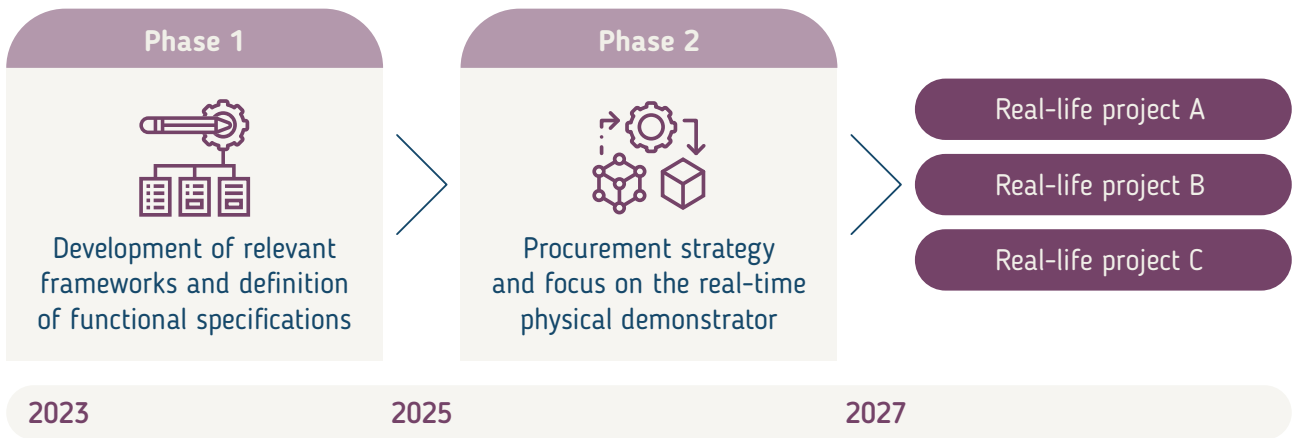 Phase 1
Development of relevant
frameworks and definition
of functional specifications
Phase 2
Procurement strategy
and focus on the real-time
physical demonstrator
Real-life project A
Real-life project B
Real-life project C
2023
2025
2027